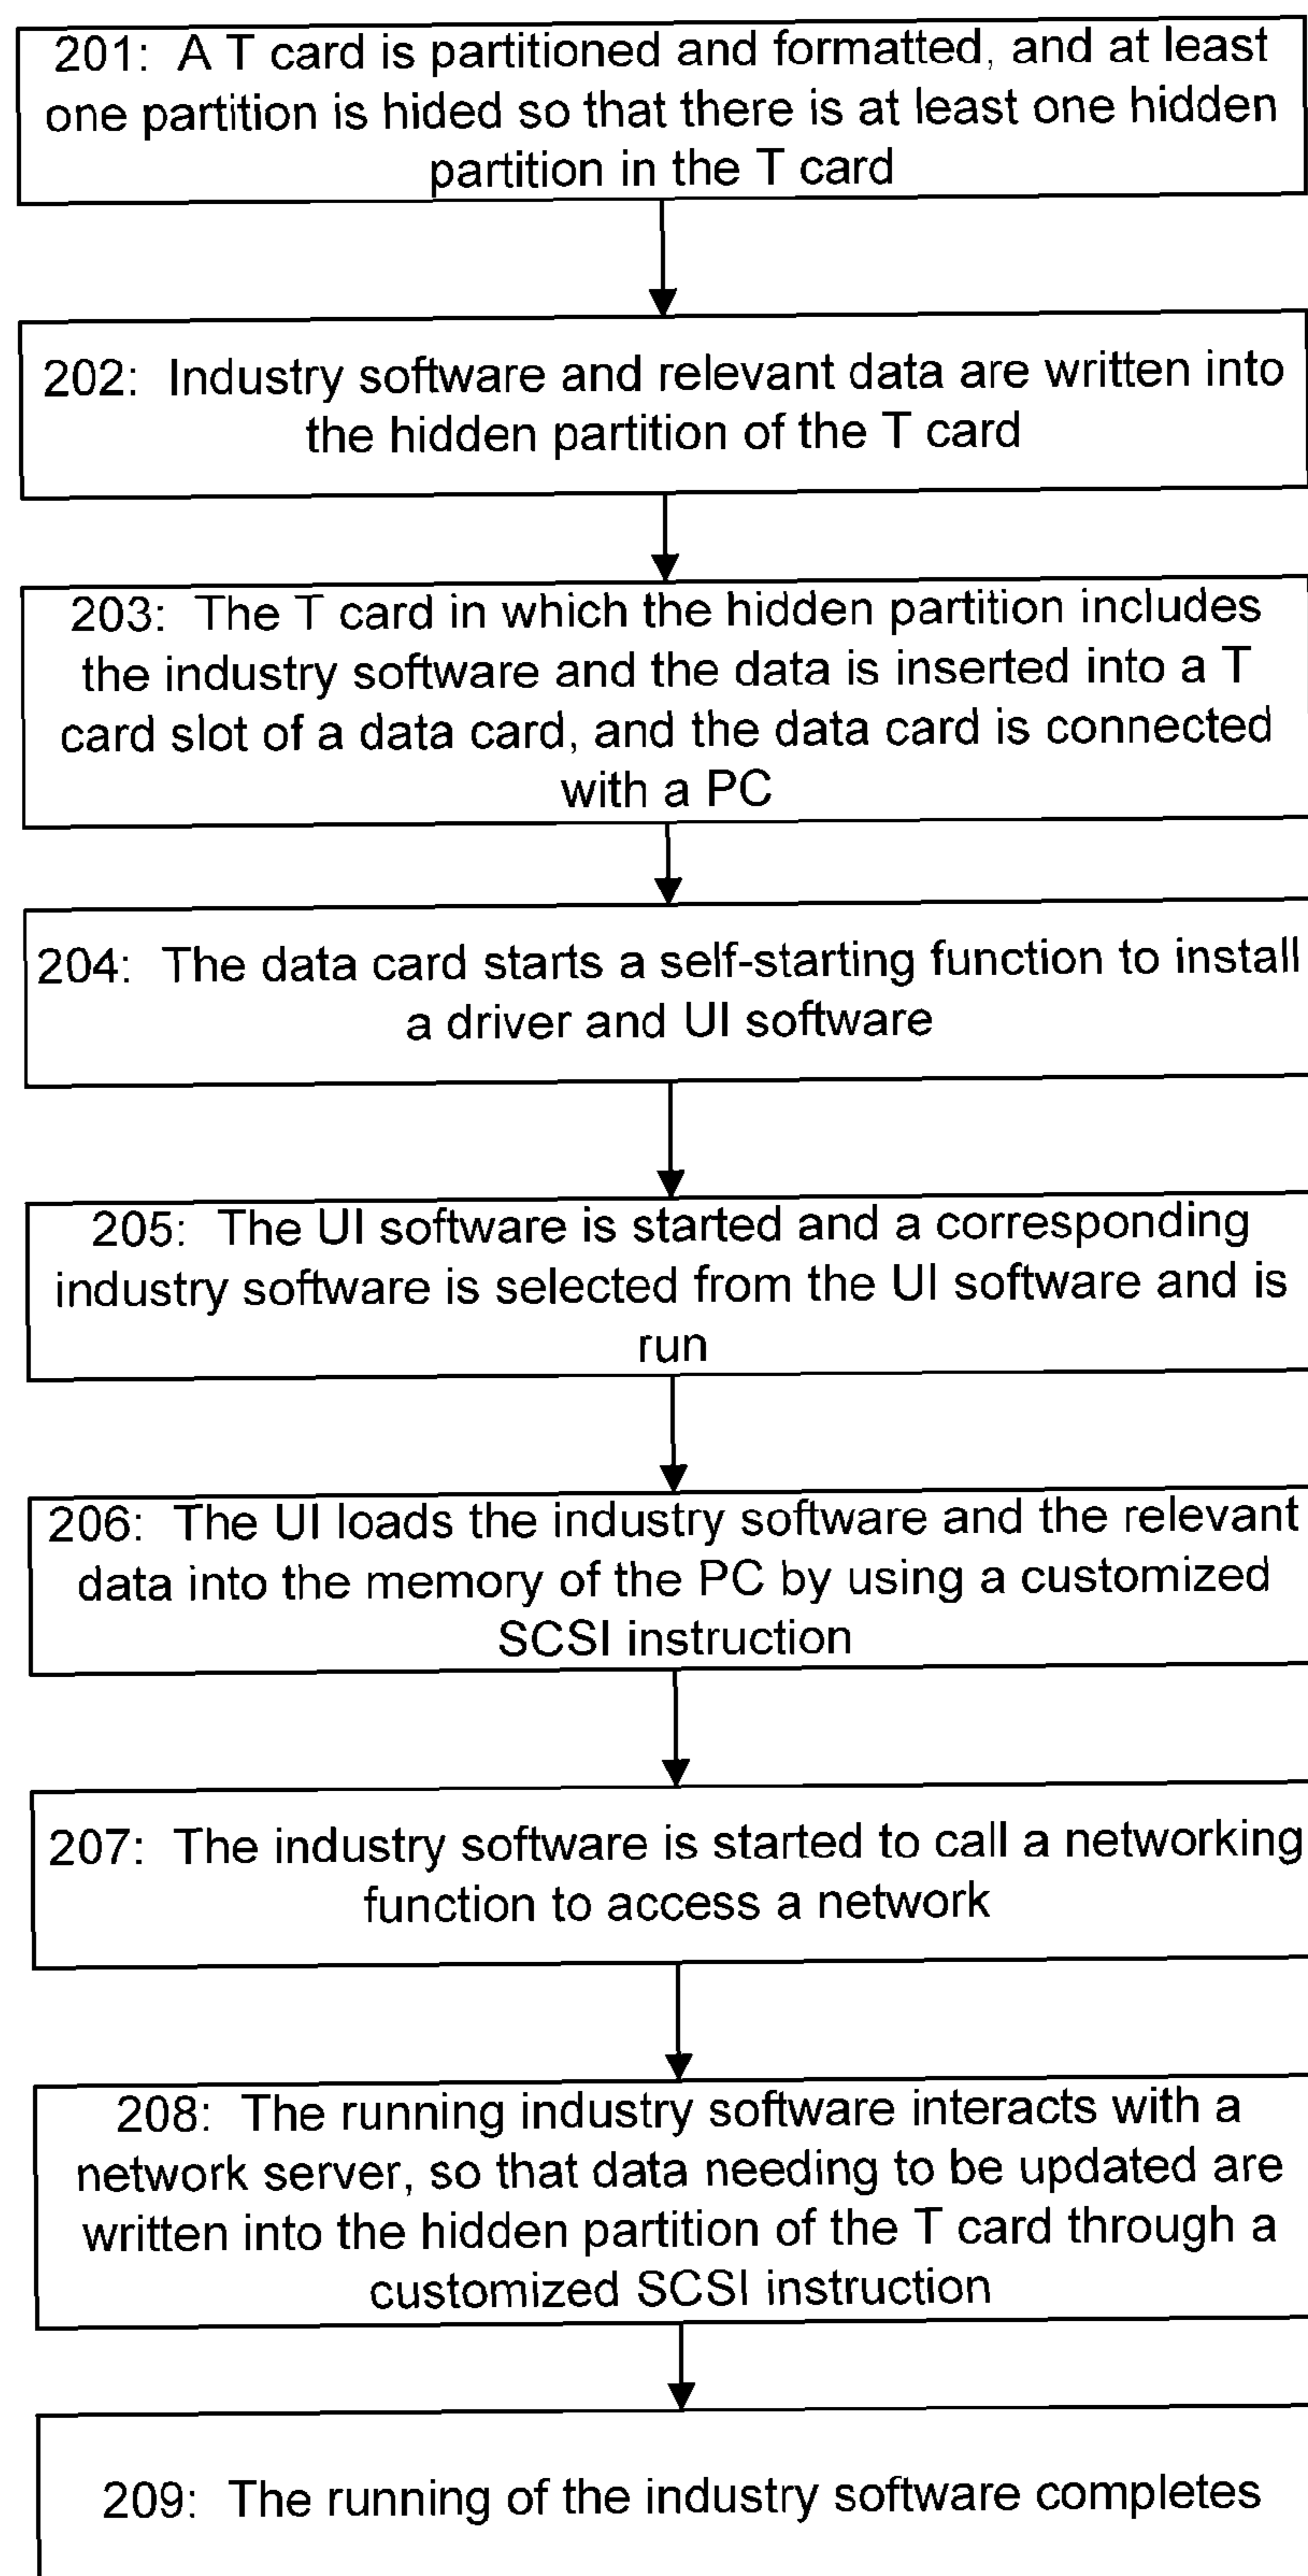 201: A T card is partitioned and formatted, and at least
one partition is hided so that there is at least one hidden
partition in the T card
202: Industry software and relevant data are written into
the hidden partition of the T card
203: The T card in which the hidden partition includes
the industry software and the data is inserted into a T
card slot of a data card, and the data card is connected
with a PC
204: The data card starts a self-starting function to install
a driver and UI software
205: The UI software is started and a corresponding
industry software is selected from the UI software and is
run
206: The UI loads the industry software and the relevant
data into the memory of the PC by using a customized
SCSI instruction
207: The industry software is started to call a networking
function to access a network
208: The running industry software interacts with a
network server, so that data needing to be updated are
written into the hidden partition of the T card through a
customized SCSI instruction
209: The running of the industry software completes